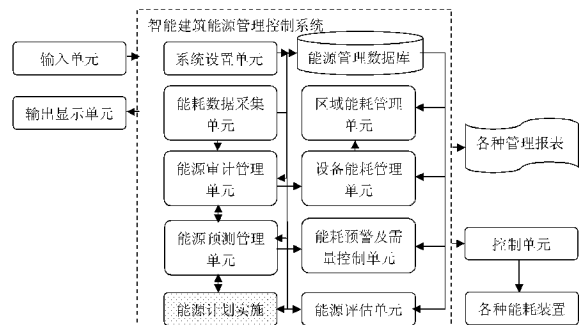 智能建筑能源管理控制系统
输入单元
系统设置单元
能源管理数据库
输出显示单元
能耗数据采集
单元
区域能耗管理
单元
各种管理报表
能源审计管理
单元
设备能耗管理
单元
能源预测管理
单元
能耗预警及需
量控制单元
控制单元
能源计划实施
能源评估单元
各种能耗装置